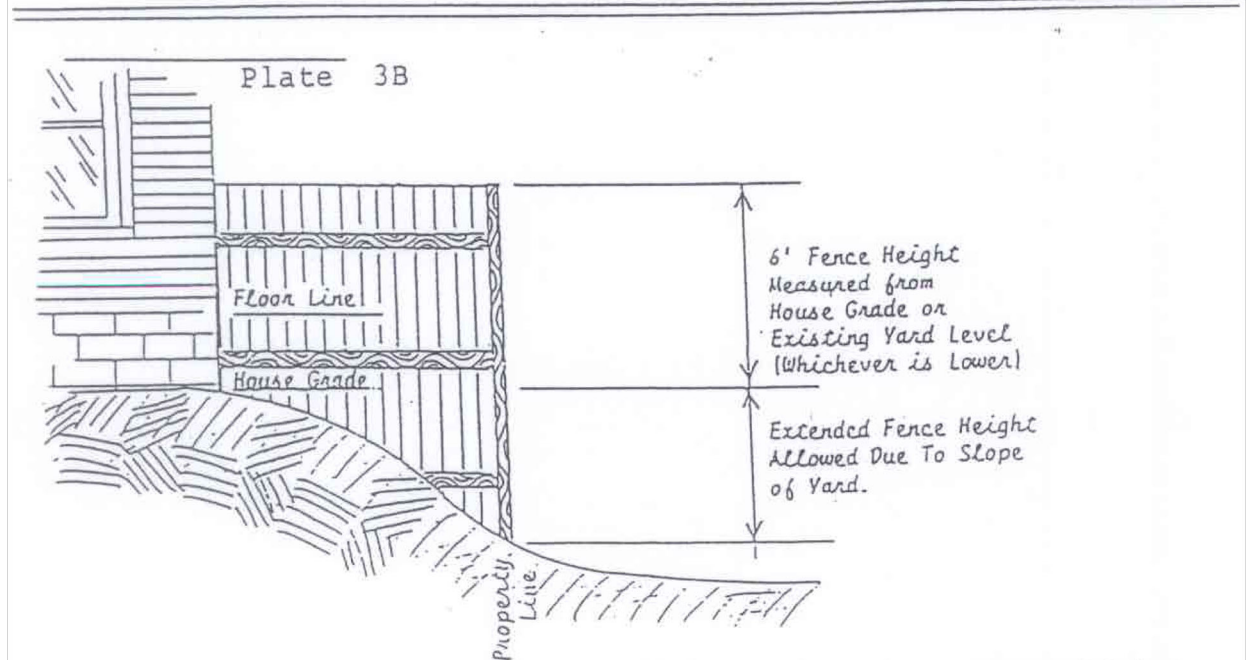 Plate 3B
6' Fence Height
Measured from
House Grade or
Existing Yard Level
(Whichever is Lower)
Floor Line
House Grade
Extended Fence Height
Allowed Due To Slope
of Yard.
Property
Line